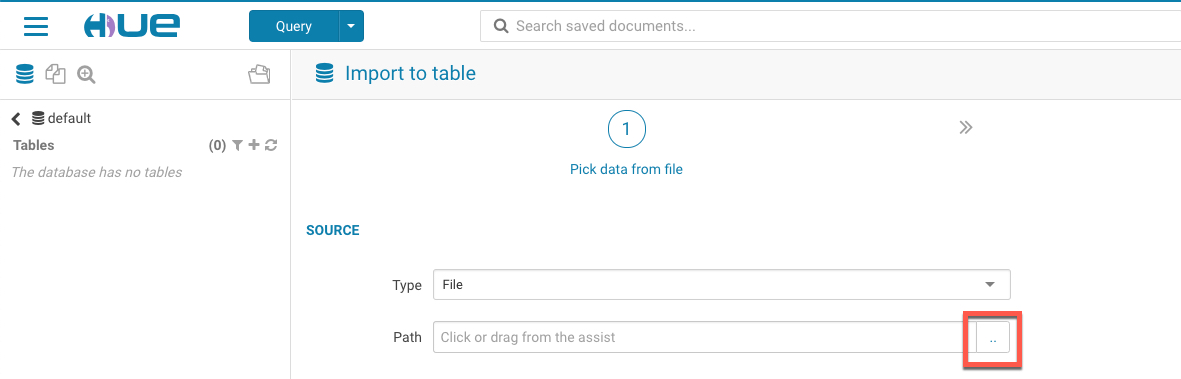 HUE
Query
Search saved documents...
Import to table
default
Tables (0)
The database has no tables
1
Pick data from file
SOURCE
Type File
Path Click or drag from the assist ..